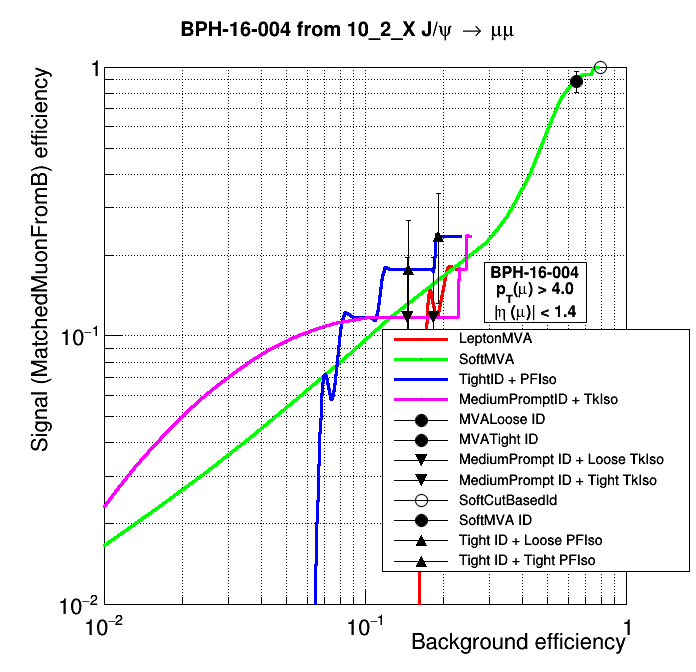 BPH-16-004 from 10_2_X J/ψ → μμ
Signal (MatchedMuonFromB) efficiency
1
10⁻¹
10⁻²
BPH-16-004
p_T(μ) > 4.0
|η (μ)| < 1.4
LeptonMVA
SoftMVA
TightID + PFIso
MediumPromptID + TkIso
MVALoose ID
MVATight ID
MediumPrompt ID + Loose TkIso
MediumPrompt ID + Tight TkIso
SoftCutBasedId
SoftMVA ID
Tight ID + Loose PFIso
Tight ID + Tight PFIso
10⁻² 10⁻¹ 1
Background efficiency